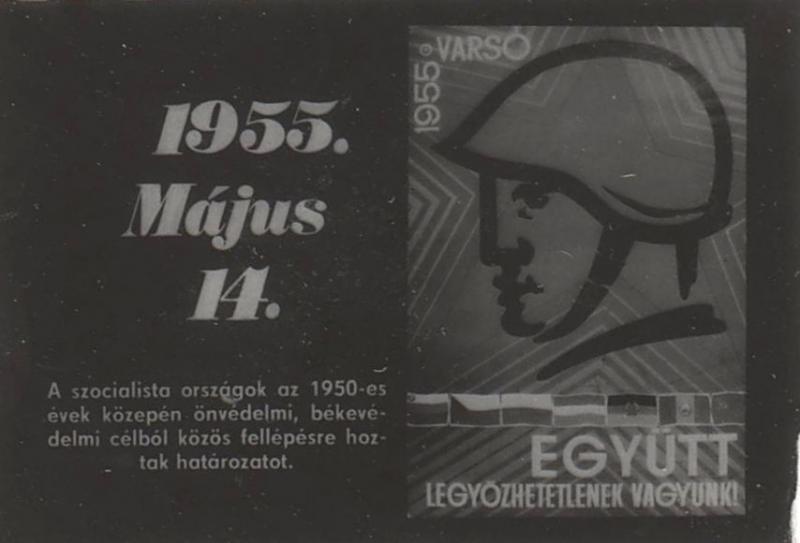 1955.
Május
14.
A szocialista országok az 1950-es
évek közepén önvédelmi, békevé-
delmi célból közös fellépésre hoz-
tak határozatot.
1955 VARSÓ
EGYÜTT
LEGYŐZHETETLENEK VAGYUNK!